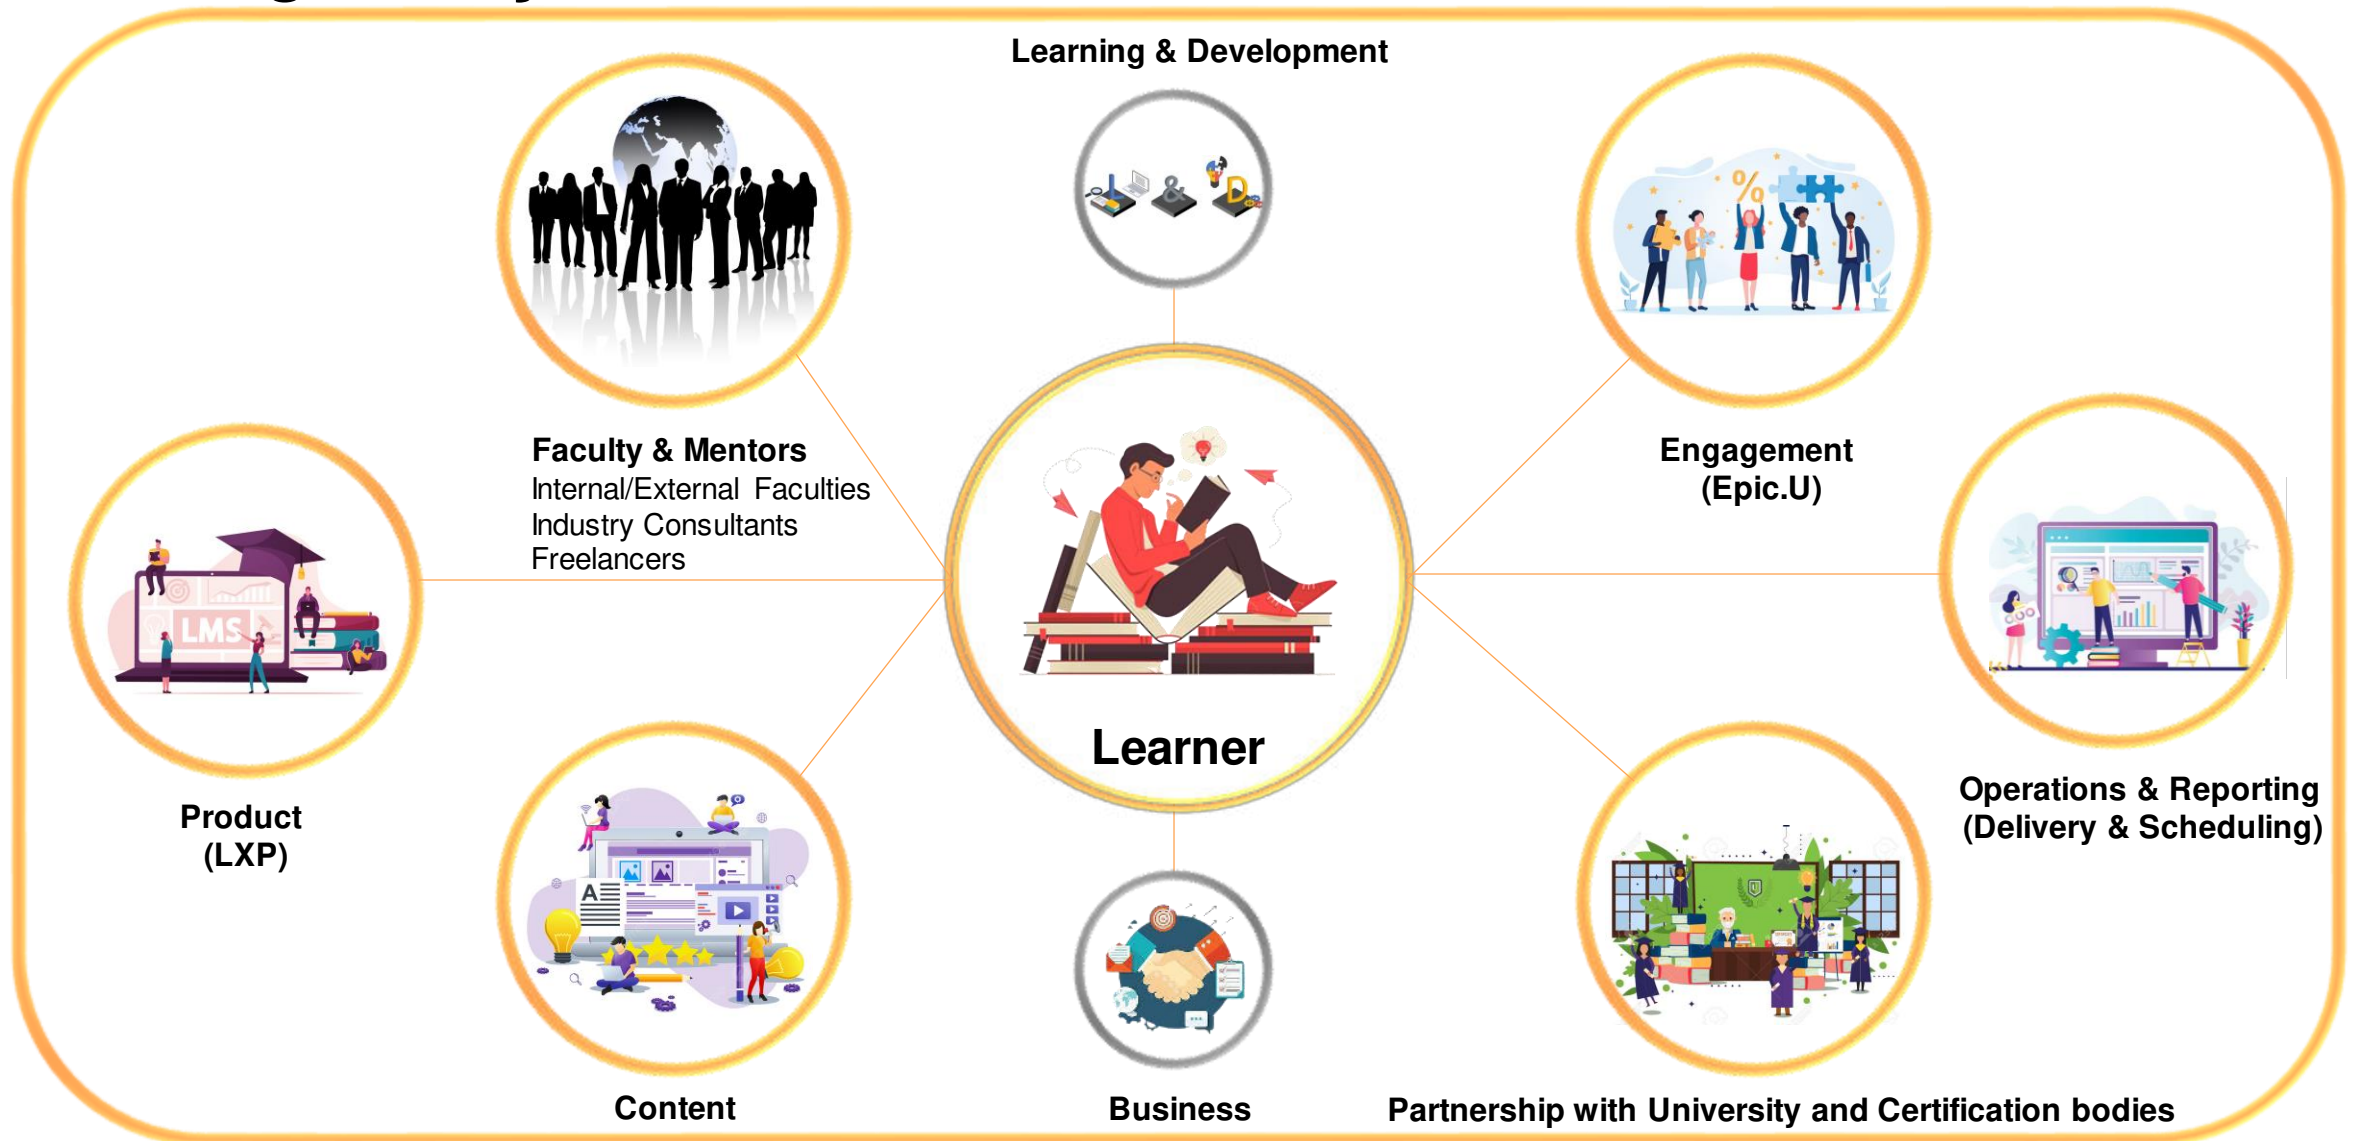 Learning & Development
L & D
%
Faculty & Mentors
Internal/External Faculties
Industry Consultants
Freelancers
Engagement
(Epic.U)
LMS
Learner
Product
(LXP)
Operations & Reporting
(Delivery & Scheduling)
A
Content
Business
Partnership with University and Certification bodies